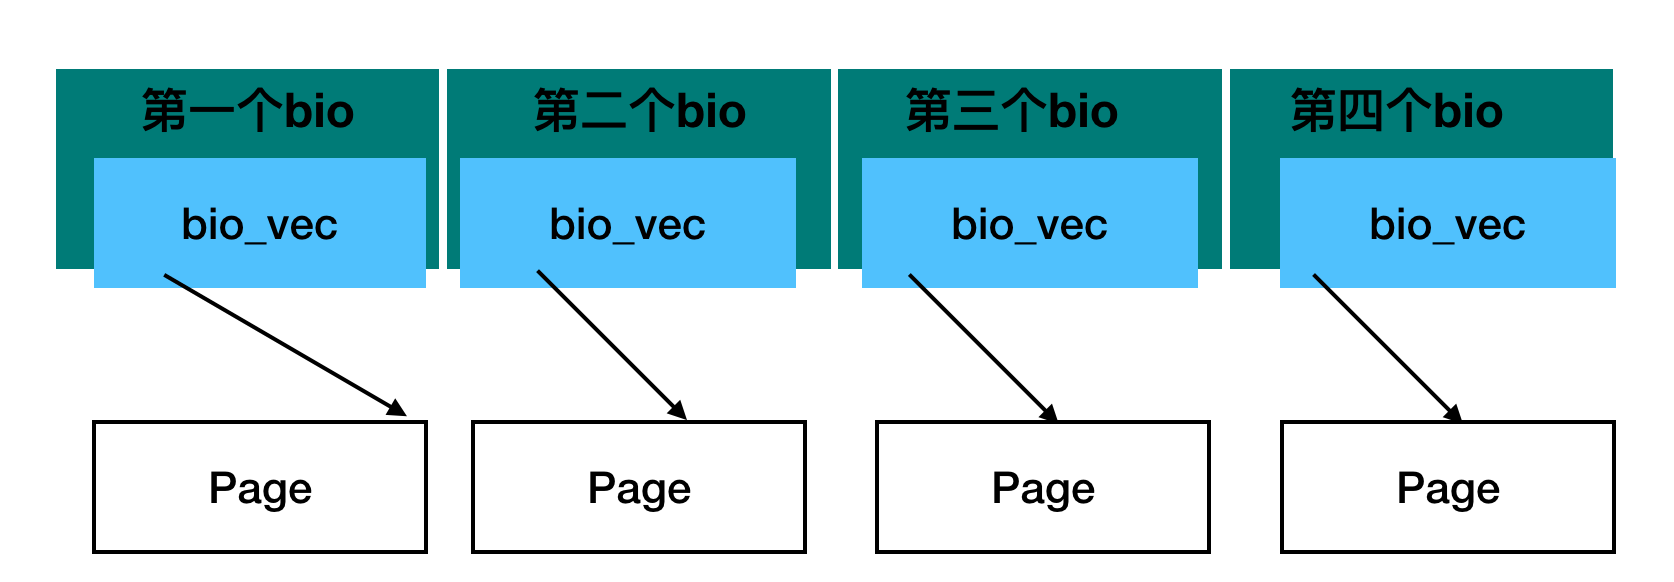 第一个bio
第二个bio
第三个bio
第四个bio
bio_vec
bio_vec
bio_vec
bio_vec
Page
Page
Page
Page